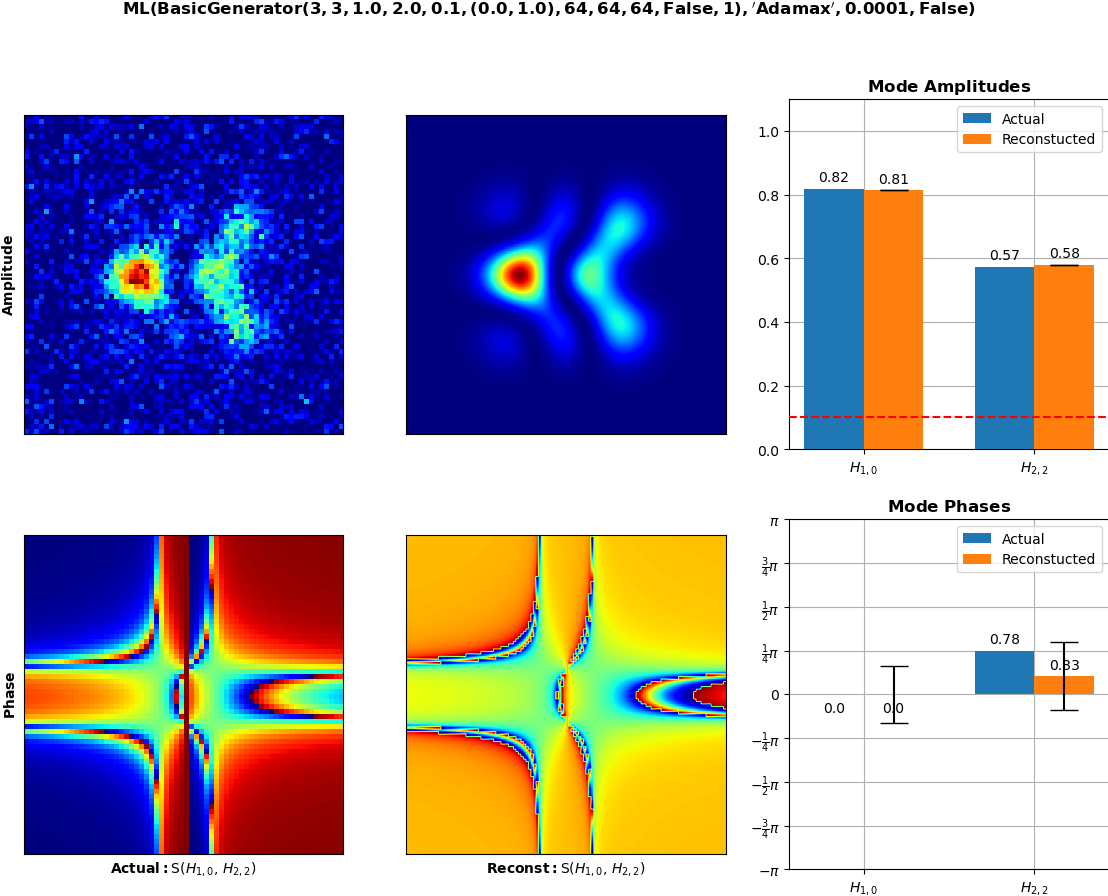 ML(BasicGenerator(3, 3, 1.0, 2.0, 0.1, (0.0, 1.0), 64, 64, 64, False, 1), ′Adamax′, 0.0001, False)
Amplitude
Mode Amplitudes
Actual
Reconstucted
1.0
0.8
0.6
0.4
0.2
0.0
0.82
0.81
0.57
0.58
H1,0
H2,2
Phase
Actual: S(H1,0, H2,2)
Reconst: S(H1,0, H2,2)
Mode Phases
Actual
Reconstucted
π
3/4π
1/2π
1/4π
0
−1/4π
−1/2π
−3/4π
−π
0.0
0.0
0.78
0.33
H1,0
H2,2